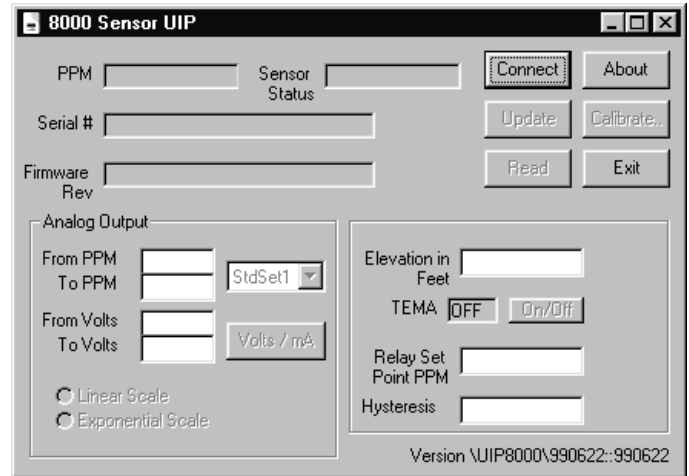 8000 Sensor UIP
PPM
Sensor
Status
Connect
About
Serial #
Update
Calibrate..
Firmware
Rev
Read
Exit
Analog Output
From PPM
To PPM
StdSet1
From Volts
To Volts
Volts / mA
Linear Scale
Exponential Scale
Elevation in
Feet
TEMA
OFF
On/Off
Relay Set
Point PPM
Hysteresis
Version \UIP8000\990622::990622